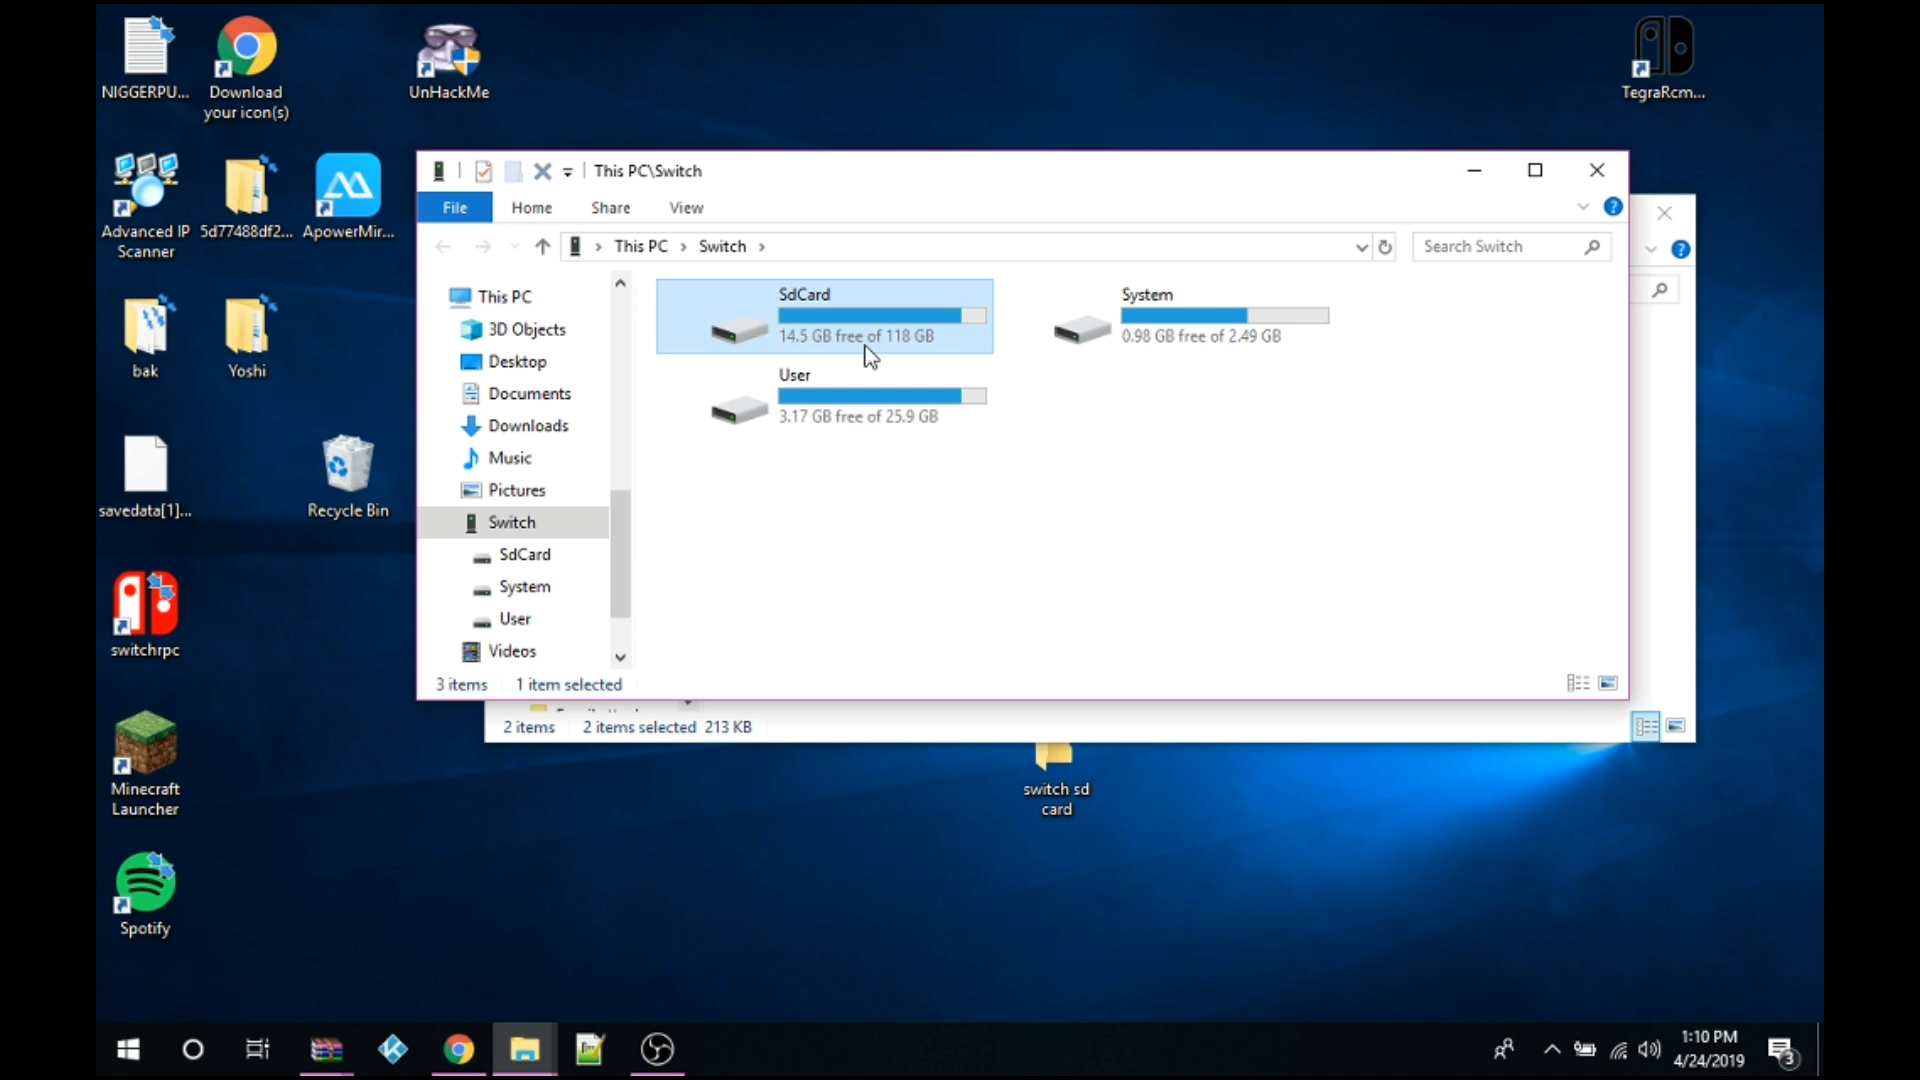 NIGGERPU...
Download
your icon(s)
UnHackMe
TegraRcm...
Advanced IP
Scanner
5d77488df2...
ApowerMir...
bak
Yoshi
savedata[1]...
Recycle Bin
switchrpc
Minecraft
Launcher
Spotify
switch sd
card
This PC\Switch
File
Home
Share
View
This PC
Switch
Search Switch
This PC
3D Objects
Desktop
Documents
Downloads
Music
Pictures
Switch
SdCard
System
User
Videos
SdCard
14.5 GB free of 118 GB
System
0.98 GB free of 2.49 GB
User
3.17 GB free of 25.9 GB
3 items
1 item selected
2 items
2 items selected 213 KB
1:10 PM
4/24/2019
3